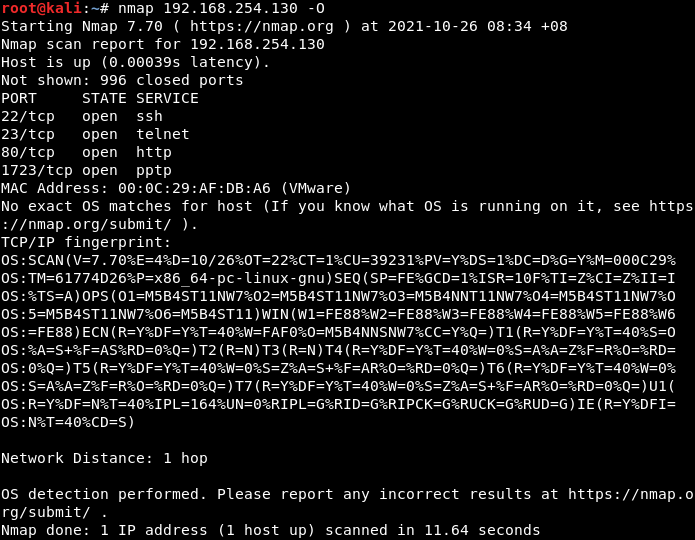 root@kali:~# nmap 192.168.254.130 -O
Starting Nmap 7.70 ( https://nmap.org ) at 2021-10-26 08:34 +08
Nmap scan report for 192.168.254.130
Host is up (0.00039s latency).
Not shown: 996 closed ports
PORT     STATE SERVICE
22/tcp   open  ssh
23/tcp   open  telnet
80/tcp   open  http
1723/tcp open  pptp
MAC Address: 00:0C:29:AF:DB:A6 (VMware)
No exact OS matches for host (If you know what OS is running on it, see https
://nmap.org/submit/ ).
TCP/IP fingerprint:
OS:SCAN(V=7.70%E=4%D=10/26%OT=22%CT=1%CU=39231%PV=Y%DS=1%DC=D%G=Y%M=000C29%
OS:TM=61774D26%P=x86_64-pc-linux-gnu)SEQ(SP=FE%GCD=1%ISR=10F%TI=Z%CI=Z%II=I
OS:%TS=A)OPS(O1=M5B4ST11NW7%O2=M5B4ST11NW7%O3=M5B4NNT11NW7%O4=M5B4ST11NW7%O
OS:5=M5B4ST11NW7%O6=M5B4ST11)WIN(W1=FE88%W2=FE88%W3=FE88%W4=FE88%W5=FE88%W6
OS:=FE88)ECN(R=Y%DF=Y%T=40%W=FAF0%O=M5B4NNSNW7%CC=Y%Q=)T1(R=Y%DF=Y%T=40%S=O
OS:%A=S+%F=AS%RD=0%Q=)T2(R=N)T3(R=N)T4(R=Y%DF=Y%T=40%W=0%S=A%A=Z%F=R%O=%RD=
OS:0%Q=)T5(R=Y%DF=Y%T=40%W=0%S=Z%A=S+%F=AR%O=%RD=0%Q=)T6(R=Y%DF=Y%T=40%W=0%
OS:S=A%A=Z%F=R%O=%RD=0%Q=)T7(R=Y%DF=Y%T=40%W=0%S=Z%A=S+%F=AR%O=%RD=0%Q=)U1(
OS:R=Y%DF=N%T=40%IPL=164%UN=0%RIPL=G%RID=G%RIPCK=G%RUCK=G%RUD=G)IE(R=Y%DFI=
OS:N%T=40%CD=S)

Network Distance: 1 hop

OS detection performed. Please report any incorrect results at https://nmap.o
rg/submit/ .
Nmap done: 1 IP address (1 host up) scanned in 11.64 seconds